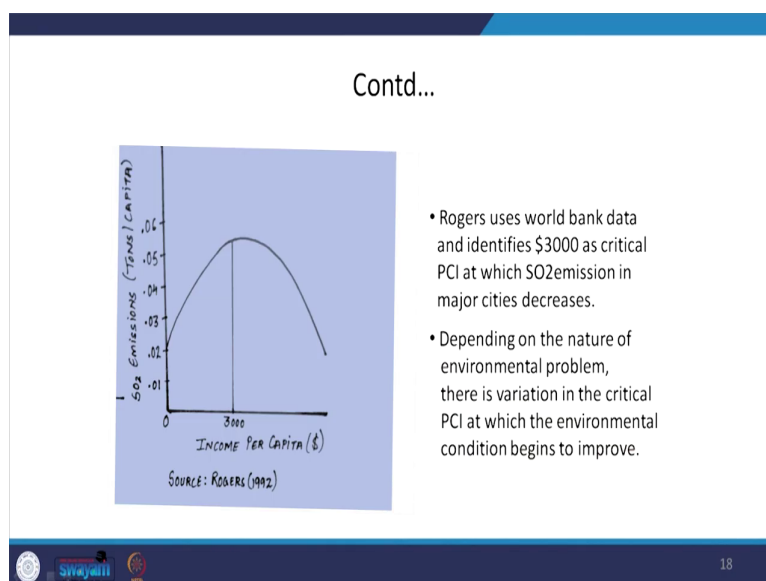 Contd...
SO2 EMISSIONS (TONS/CAPITA)
.06
.05
.04
.03
.02
.01
0
3000
INCOME PER CAPITA ($)
SOURCE: ROGERS (1992)
• Rogers uses world bank data
and identifies $3000 as critical
PCI at which SO2emission in
major cities decreases.
• Depending on the nature of
environmental problem,
there is variation in the critical
PCI at which the environmental
condition begins to improve.
swayam
18